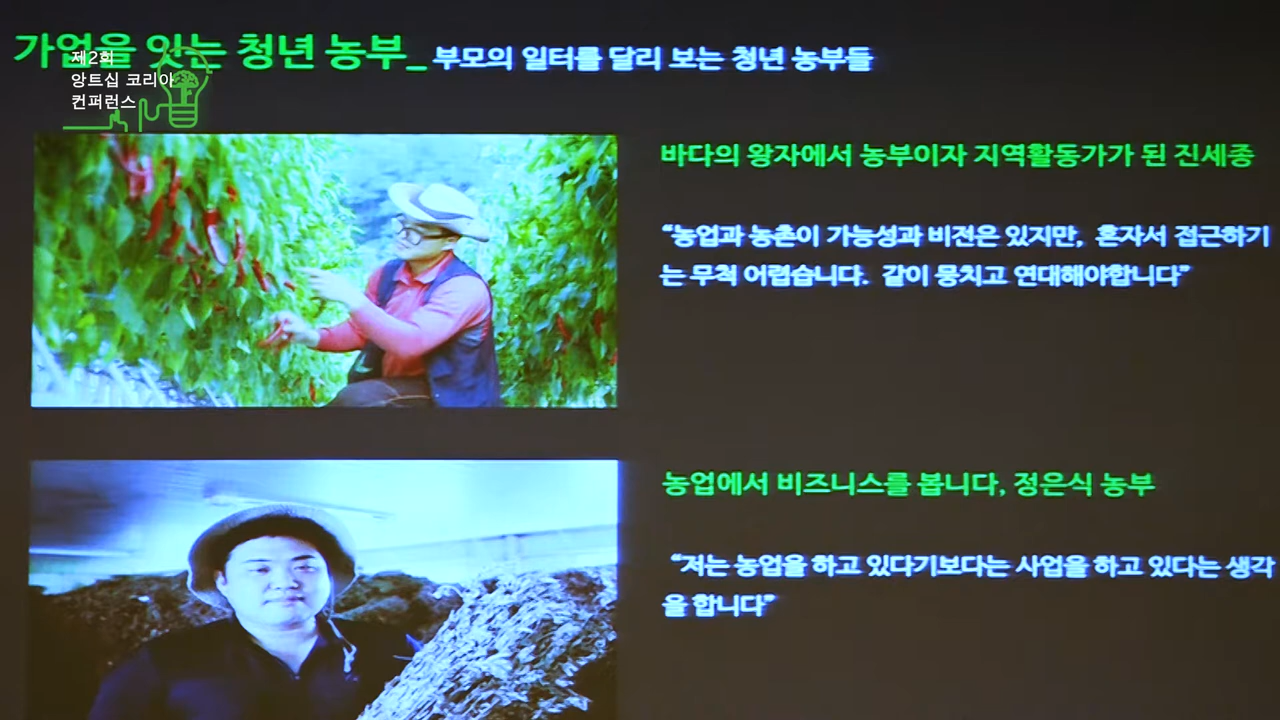 가업을 잇는 청년 농부_ 부모의 일터를 달리 보는 청년 농부들
제2회
앙트십 코리아
컨퍼런스
바다의 왕자에서 농부이자 지역활동가가 된 진세종
“농업과 농촌이 가능성과 비전은 있지만, 혼자서 접근하기
는 무척 어렵습니다. 같이 뭉치고 연대해야합니다”
농업에서 비즈니스를 봅니다, 정은식 농부
“저는 농업을 하고 있다기보다는 사업을 하고 있다는 생각
을 합니다”